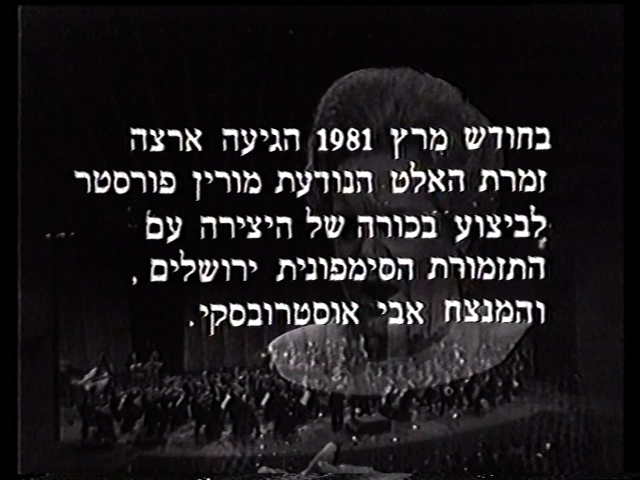 בחודש מרץ 1981 הגיעה ארצה
זמרת האלט הנודעת מורין פורסטר
לביצוע בכורה של היצירה עם
התזמורת הסימפונית ירושלים,
והמנצח אבי אוסטרובסקי.